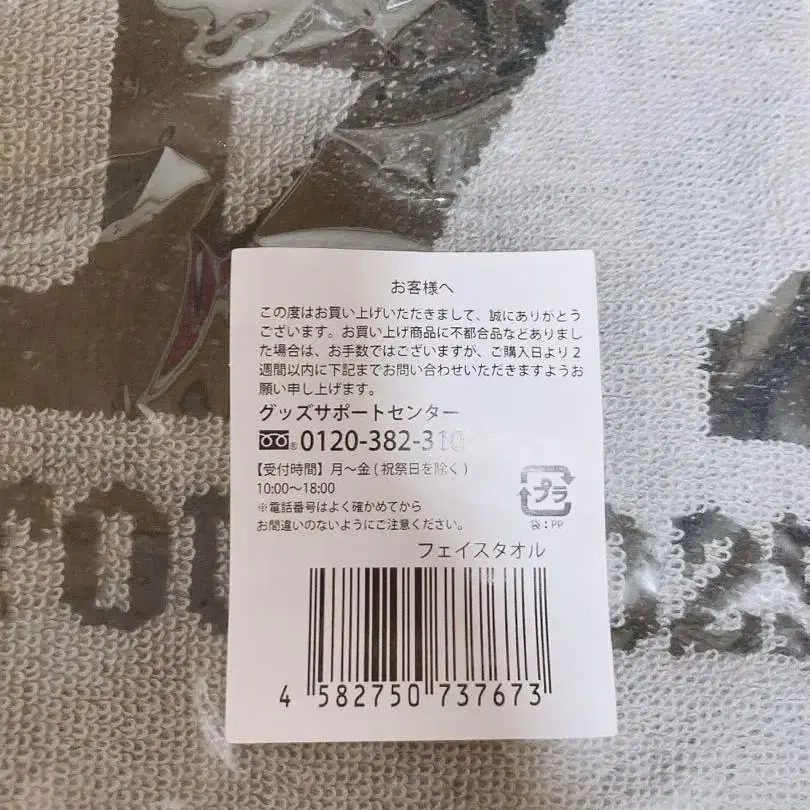 お客様へ
この度はお買い上げいただきまして、誠にありがとう
ございます。お買い上げ商品に不都合品などありまし
た場合は、お手数ではございますが、ご購入日より2
週間以内に下記までお問い合わせいただきますようお
願い申し上げます。
グッズサポートセンター
0120-382-310
【受付時間】月〜金(祝祭日を除く)
10:00〜18:00
※電話番号はよく確かめてから
お間違いのないようにご注意ください。
プラ
袋:PP
フェイスタオル
4 582750 737673